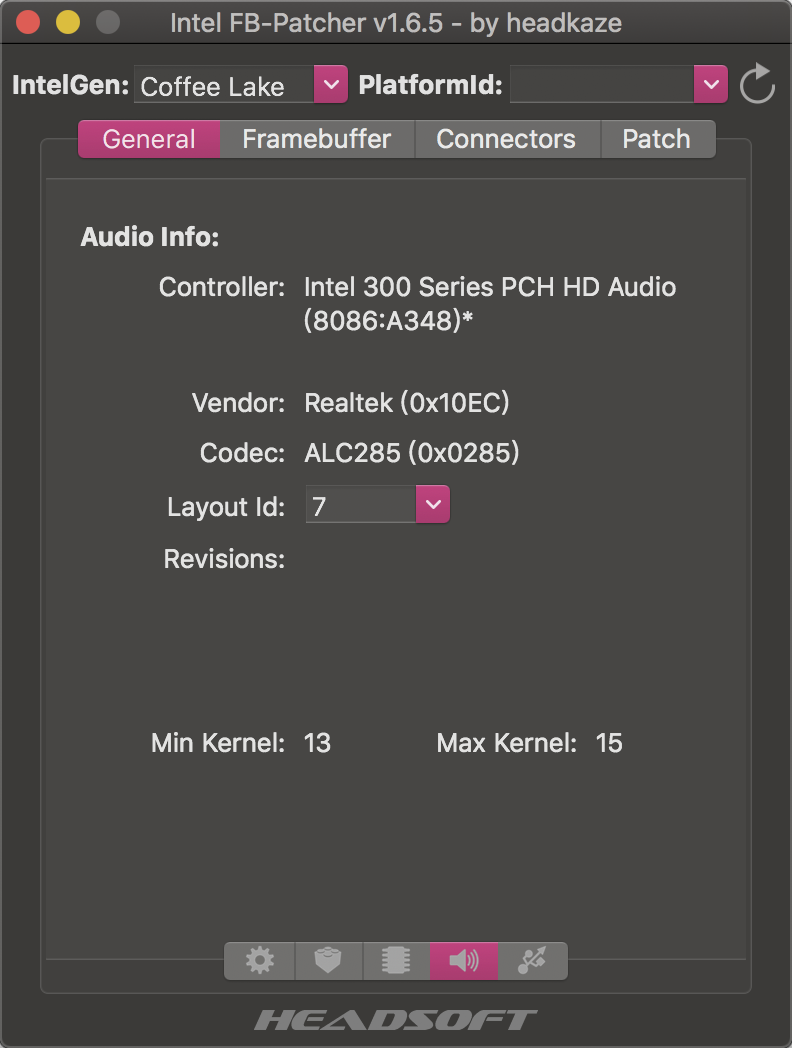 Intel FB-Patcher v1.6.5 - by headkaze
IntelGen: Coffee Lake PlatformId:
General Framebuffer Connectors Patch
Audio Info:
Controller: Intel 300 Series PCH HD Audio
(8086:A348)*
Vendor: Realtek (0x10EC)
Codec: ALC285 (0x0285)
Layout Id: 7
Revisions:
Min Kernel: 13 Max Kernel: 15
HEADSOFT